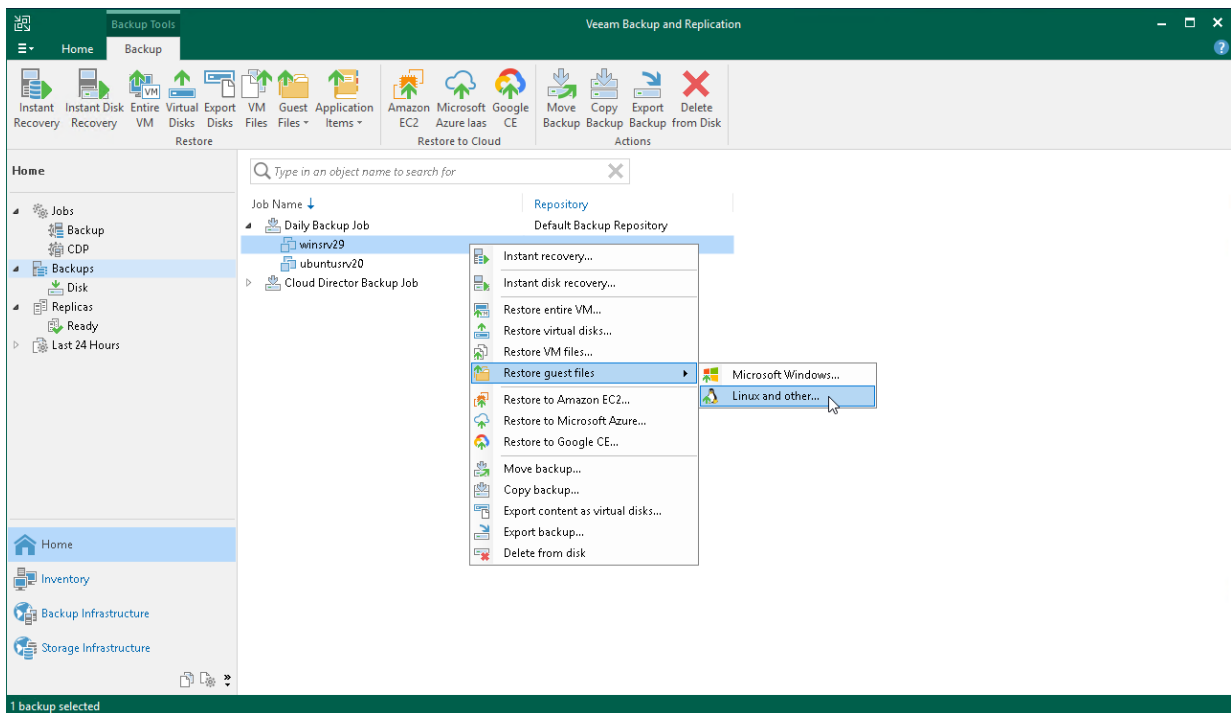 Backup Tools
Veeam Backup and Replication
Home
Backup
?
Instant Recovery
Instant Disk Recovery
Entire VM
VM
Virtual Disks
Export Disks
VM Files
Guest Files
Application Items
Amazon EC2
Microsoft Azure Iaas
Google CE
Move Backup
Copy Backup
Export Backup
Delete from Disk
Restore
Restore to Cloud
Actions
Home
Type in an object name to search for
Jobs
Backup
CDP
Backups
Disk
Replicas
Ready
Last 24 Hours
Job Name
Repository
Daily Backup Job
Default Backup Repository
winsrv29
ubuntusrv20
Cloud Director Backup Job
Instant recovery...
Instant disk recovery...
Restore entire VM...
Restore virtual disks...
Restore VM files...
Restore guest files
Restore to Amazon EC2...
Restore to Microsoft Azure...
Restore to Google CE...
Move backup...
Copy backup...
Export content as virtual disks...
Export backup...
Delete from disk
Microsoft Windows...
Linux and other...
Home
Inventory
Backup Infrastructure
Storage Infrastructure
1 backup selected